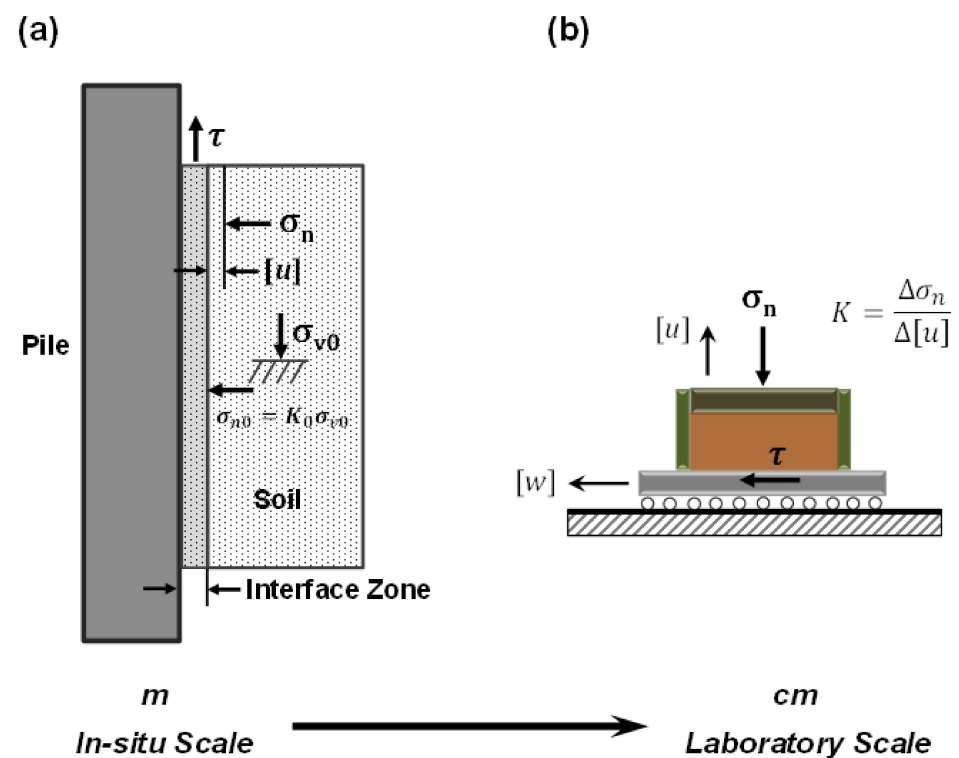 (a)
τ
σn
[u]
Pile
σv0
σn0 = K0σv0
Soil
Interface Zone
m
In-situ Scale
(b)
σn
[u]
K = Δσn / Δ[u]
τ
[w]
cm
Laboratory Scale